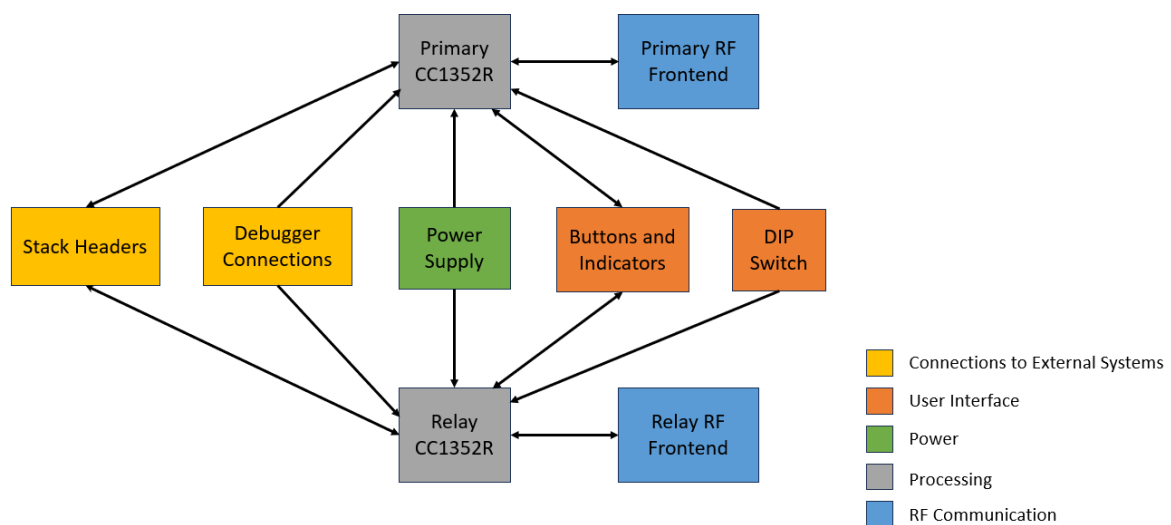 Primary
CC1352R
Primary RF
Frontend
Stack Headers
Debugger
Connections
Power
Supply
Buttons and
Indicators
DIP
Switch
Relay
CC1352R
Relay RF
Frontend
Connections to External Systems
User Interface
Power
Processing
RF Communication